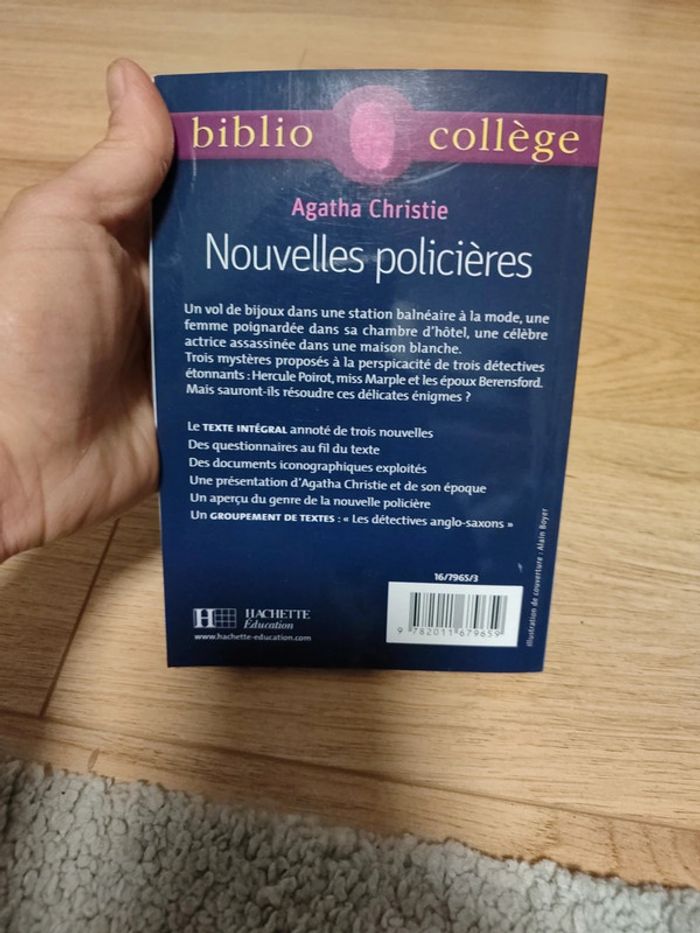 biblio collège
Agatha Christie
Nouvelles policières
Un vol de bijoux dans une station balnéaire à la mode, une
femme poignardée dans sa chambre d'hôtel, une célèbre
actrice assassinée dans une maison blanche.
Trois mystères proposés à la perspicacité de trois détectives
étonnants : Hercule Poirot, miss Marple et les époux Berensford.
Mais sauront-ils résoudre ces délicates énigmes ?
Le TEXTE INTÉGRAL annoté de trois nouvelles
Des questionnaires au fil du texte
Des documents iconographiques exploités
Une présentation d'Agatha Christie et de son époque
Un aperçu du genre de la nouvelle policière
Un GROUPEMENT DE TEXTES : « Les détectives anglo-saxons »
illustration de couverture : Alain Boyer
16/7965/3
H HACHETTE
Éducation
www.hachette-education.com
9 782011 679659